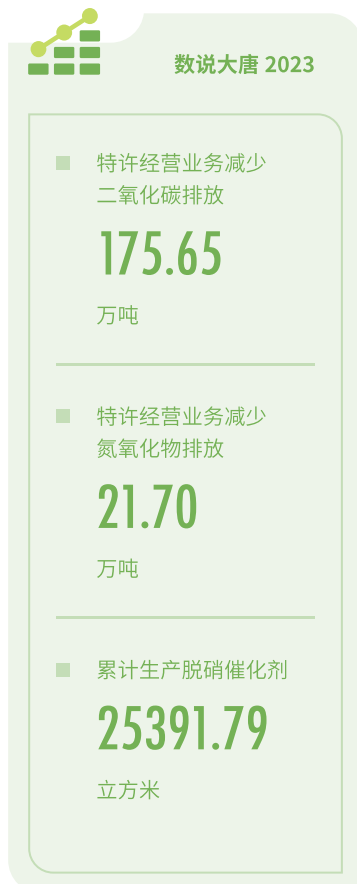 数说大唐 2023
特许经营业务减少
二氧化碳排放
175.65
万吨
特许经营业务减少
氮氧化物排放
21.70
万吨
累计生产脱硝催化剂
25391.79
立方米